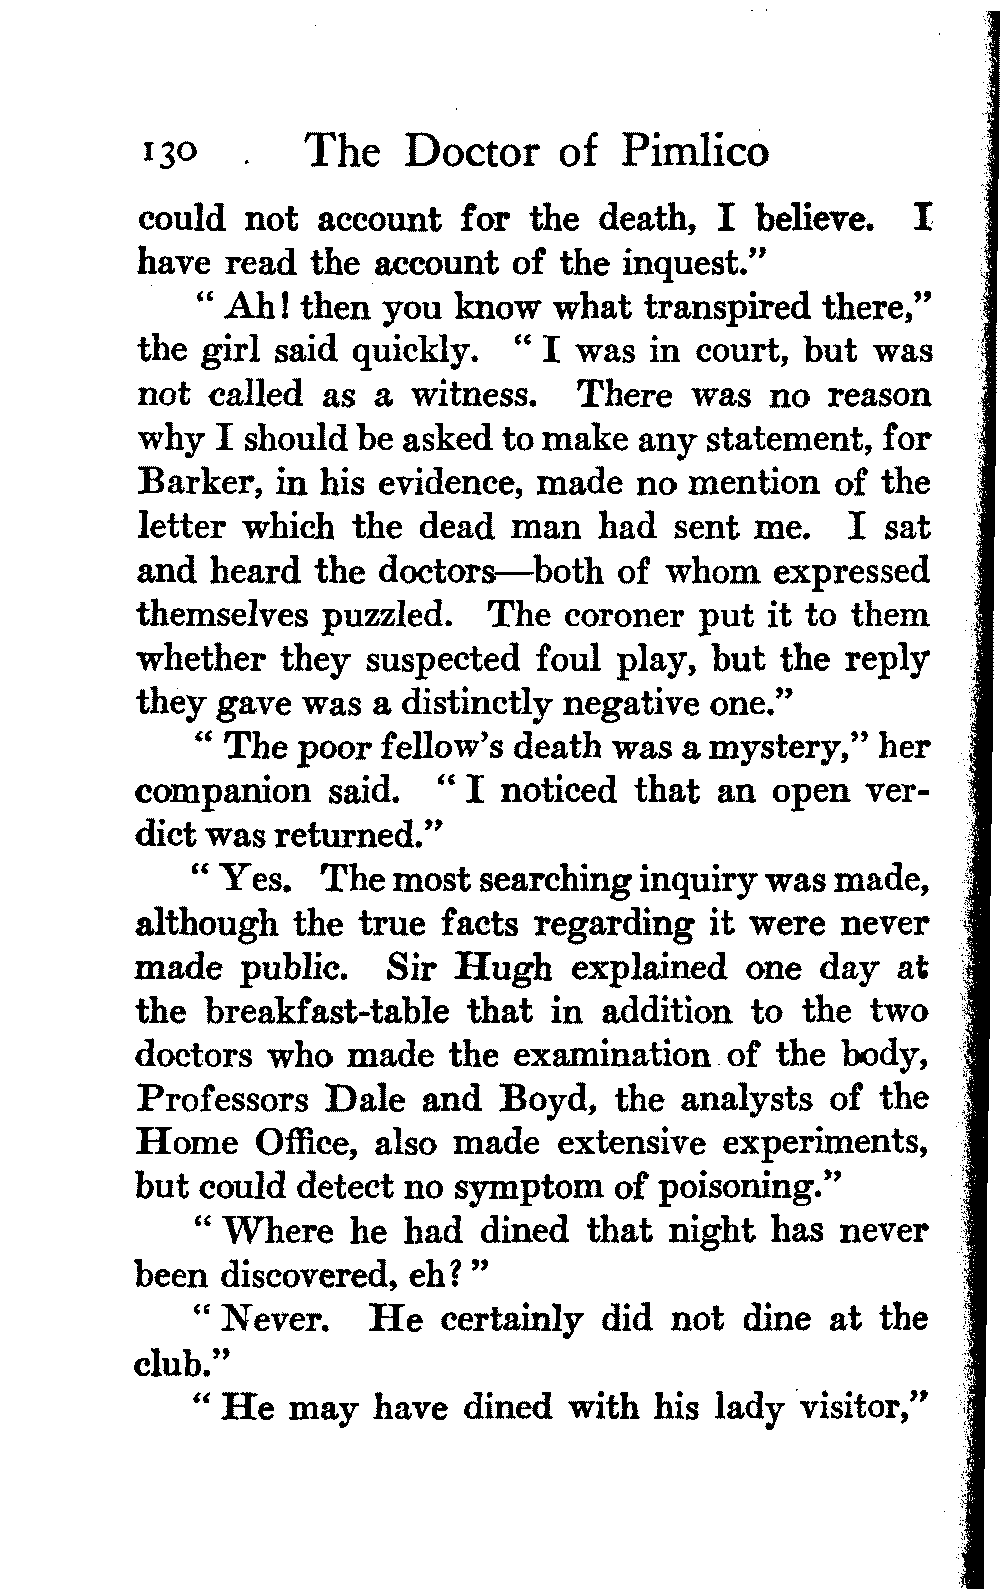 130 . The Doctor of Pimlico
could not account for the death, I believe. I
have read the account of the inquest."
" Ah! then you know what transpired there,"
the girl said quickly. " I was in court, but was
not called as a witness. There was no reason
why I should be asked to make any statement, for
Barker, in his evidence, made no mention of the
letter which the dead man had sent me. I sat
and heard the doctors—both of whom expressed
themselves puzzled. The coroner put it to them
whether they suspected foul play, but the reply
they gave was a distinctly negative one."
" The poor fellow's death was a mystery," her
companion said. " I noticed that an open ver-
dict was returned."
" Yes. The most searching inquiry was made,
although the true facts regarding it were never
made public. Sir Hugh explained one day at
the breakfast-table that in addition to the two
doctors who made the examination of the body,
Professors Dale and Boyd, the analysts of the
Home Office, also made extensive experiments,
but could detect no symptom of poisoning."
" Where he had dined that night has never
been discovered, eh? "
" Never. He certainly did not dine at the
club."
" He may have dined with his lady visitor,"